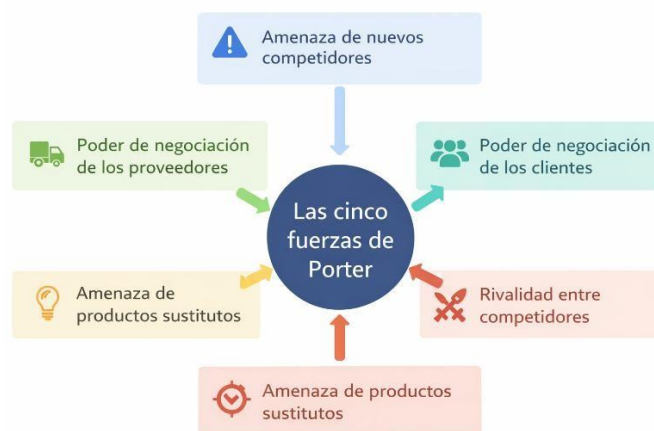 Amenaza de nuevos
competidores
Poder de negociación
de los proveedores
Poder de negociación
de los clientes
Las cinco
fuerzas de
Porter
Amenaza de
productos sustitutos
Rivalidad entre
competidores
Amenaza de productos
sustitutos